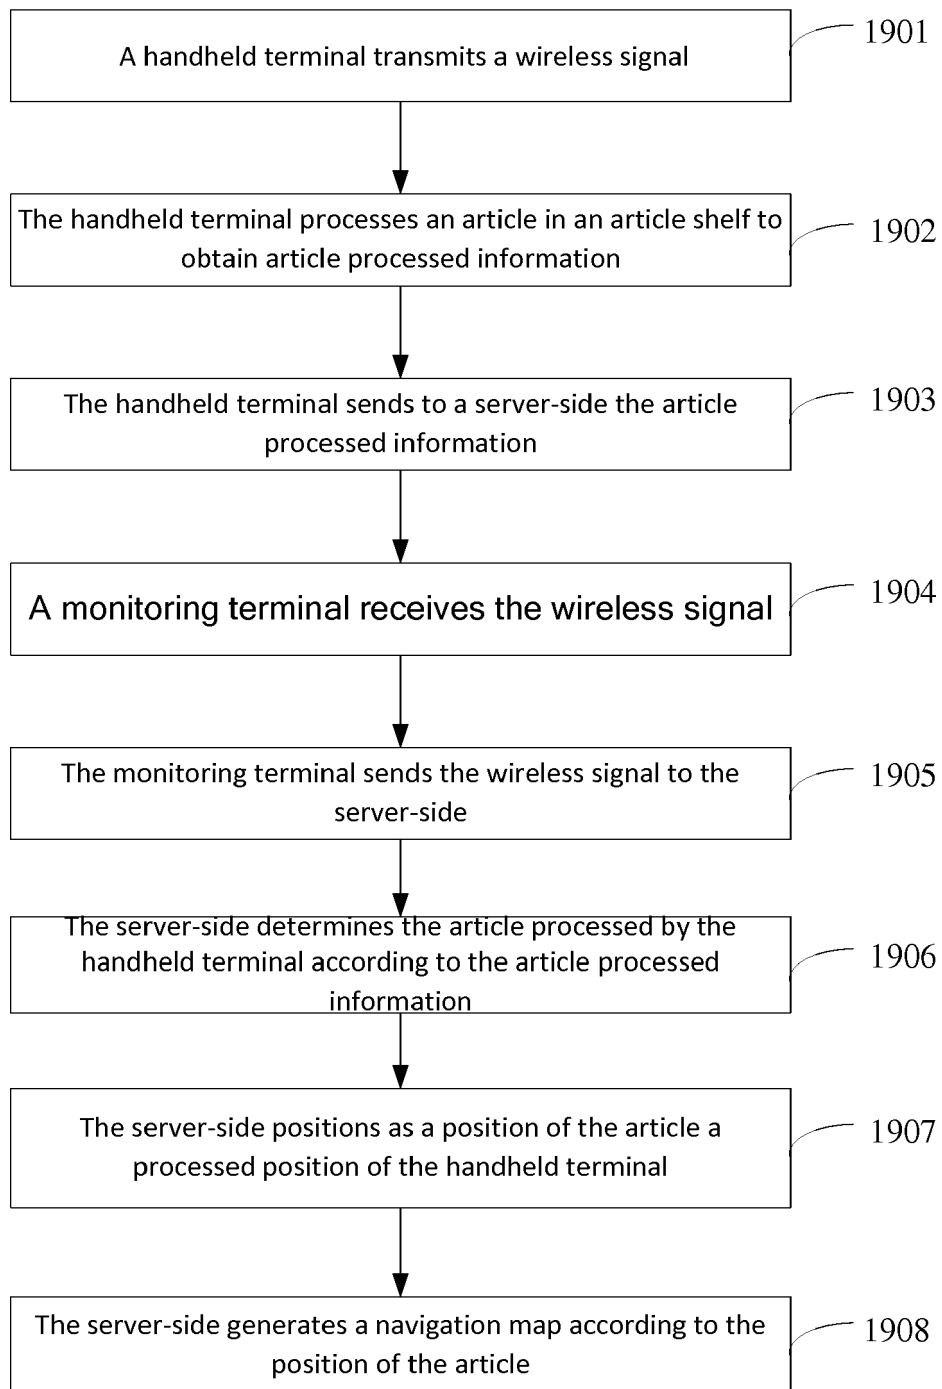 A handheld terminal transmits a wireless signal
1901
The handheld terminal processes an article in an article shelf to
obtain article processed information
1902
The handheld terminal sends to a server-side the article
processed information
1903
A monitoring terminal receives the wireless signal
1904
The monitoring terminal sends the wireless signal to the
server-side
1905
The server-side determines the article processed by the
handheld terminal according to the article processed
information
1906
The server-side positions as a position of the article a
processed position of the handheld terminal
1907
The server-side generates a navigation map according to the
position of the article
1908